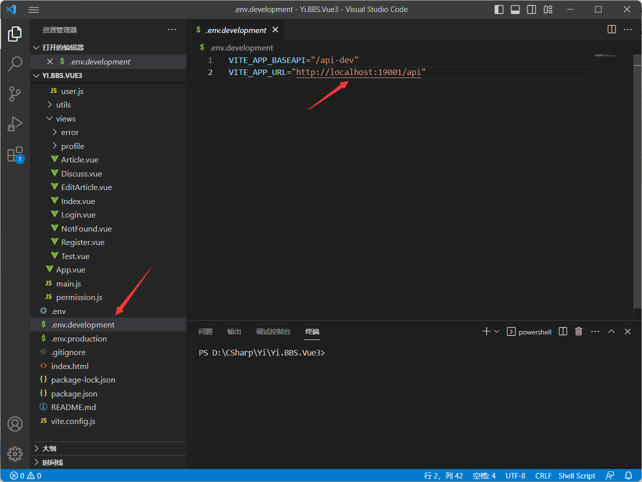 .env.development - Yi.BBS.Vue3 - Visual Studio Code
资源管理器
打开的编辑器
.env.development
YI.BBS.VUE3
JS user.js
utils
views
error
profile
Article.vue
Discuss.vue
EditArticle.vue
Index.vue
Login.vue
NotFound.vue
Register.vue
Test.vue
App.vue
JS main.js
JS permission.js
.env
$ .env.development
$ .env.production
.gitignore
index.html
package-lock.json
package.json
README.md
JS vite.config.js
大纲
时间线
1
$ .env.development
$ .env.development
1 VITE_APP_BASEAPI="/api-dev"
2 VITE_APP_URL="http://localhost:19001/api"
问题 输出 调试控制台 终端
powershell
PS D:\CSharp\Yi\Yi.BBS.Vue3>
0 0
行 2，列 42 空格: 4 UTF-8 CRLF Shell Script